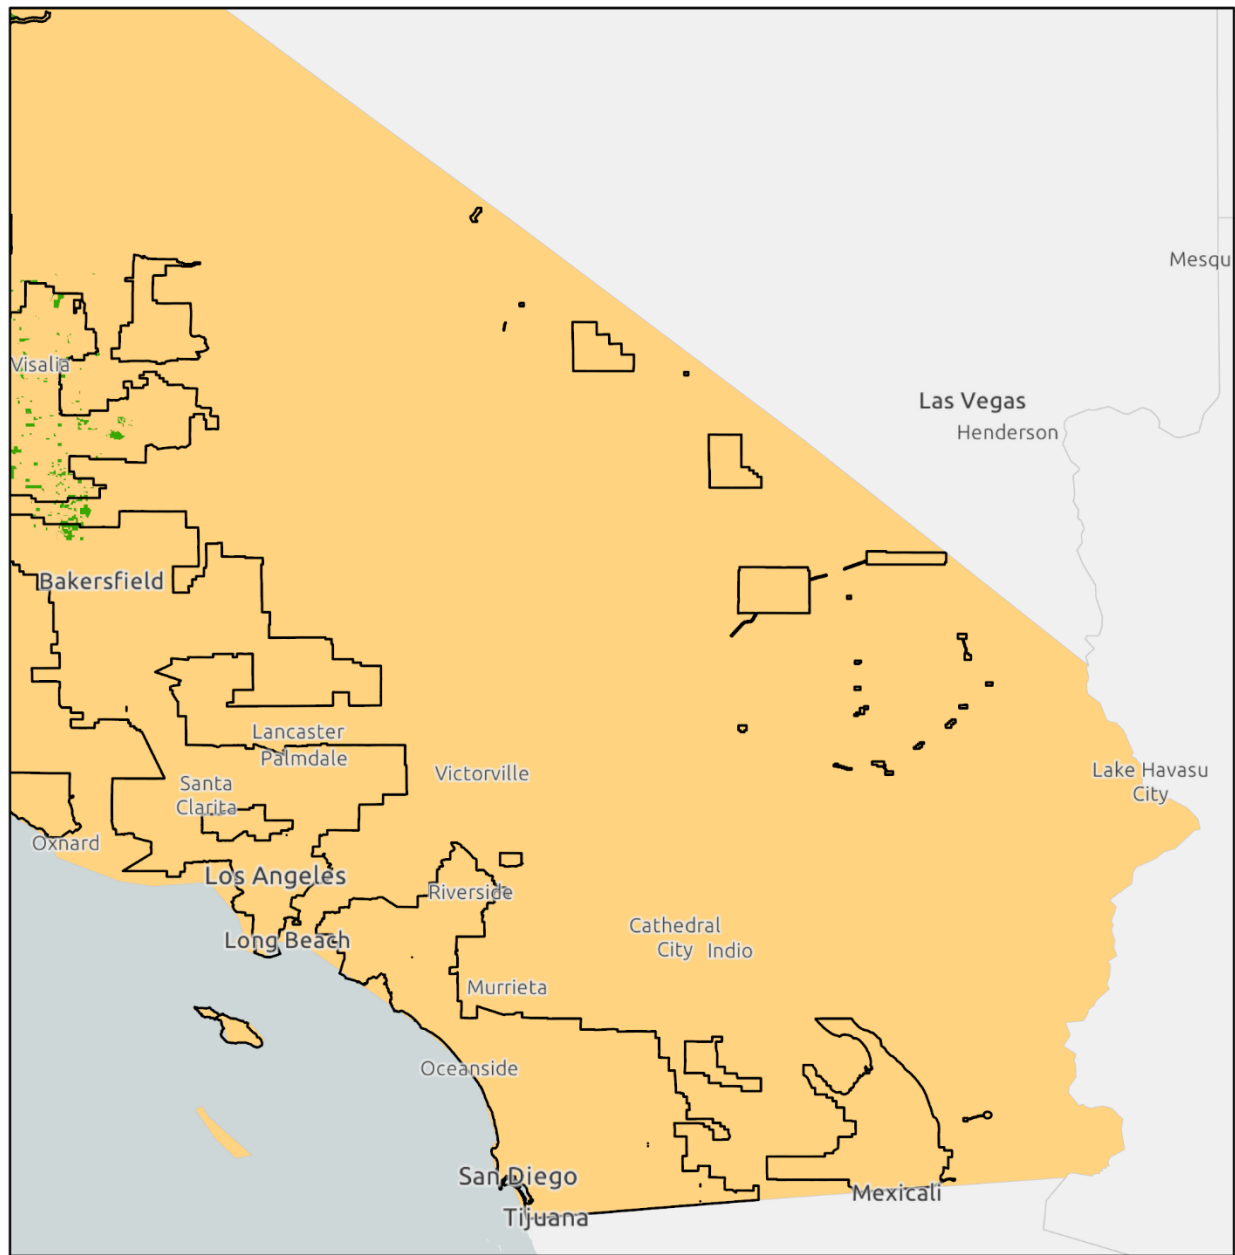 Mesqu
Visalia
Las Vegas
Henderson
Bakersfield
Lancaster
Palmdale
Victorville
Santa
Clarita
Lake Havasu
City
Oxnard
Los Angeles
Riverside
Long Beach
Cathedral
City
Indio
Murrieta
Oceanside
San Diego
Mexicali
Tijuana